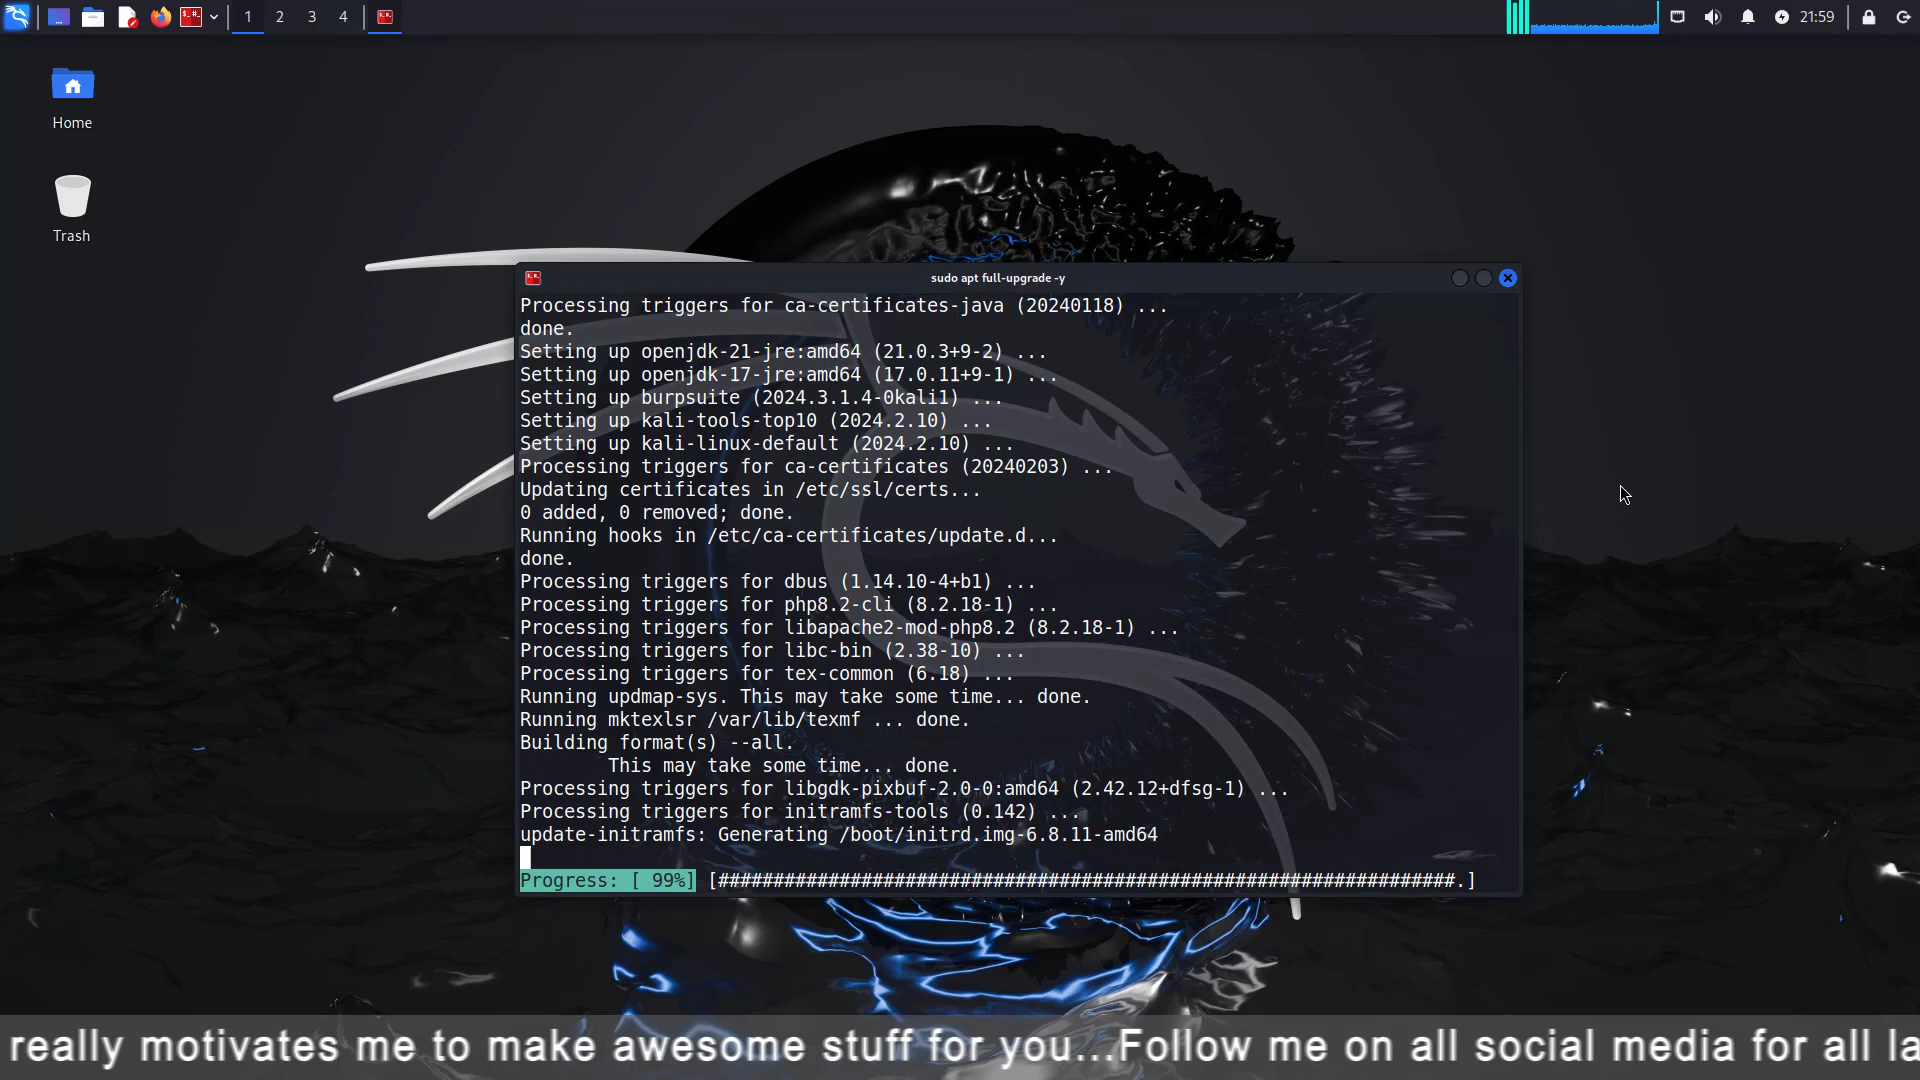 1 2 3 4
21:59
Home
Trash
sudo apt full-upgrade -y
Processing triggers for ca-certificates-java (20240118) ...
done.
Setting up openjdk-21-jre:amd64 (21.0.3+9-2) ...
Setting up openjdk-17-jre:amd64 (17.0.11+9-1) ...
Setting up burpsuite (2024.3.1.4-0kali1) ...
Setting up kali-tools-top10 (2024.2.10) ...
Setting up kali-linux-default (2024.2.10) ...
Processing triggers for ca-certificates (20240203) ...
Updating certificates in /etc/ssl/certs...
0 added, 0 removed; done.
Running hooks in /etc/ca-certificates/update.d...
done.
Processing triggers for dbus (1.14.10-4+b1) ...
Processing triggers for php8.2-cli (8.2.18-1) ...
Processing triggers for libapache2-mod-php8.2 (8.2.18-1) ...
Processing triggers for libc-bin (2.38-10) ...
Processing triggers for tex-common (6.18) ...
Running updmap-sys. This may take some time... done.
Running mktexlsr /var/lib/texmf ... done.
Building format(s) --all.
        This may take some time... done.
Processing triggers for libgdk-pixbuf-2.0-0:amd64 (2.42.12+dfsg-1) ...
Processing triggers for initramfs-tools (0.142) ...
update-initramfs: Generating /boot/initrd.img-6.8.11-amd64
Progress: [ 99%] [###################################################################.]
really motivates me to make awesome stuff for you...Follow me on all social media for all la